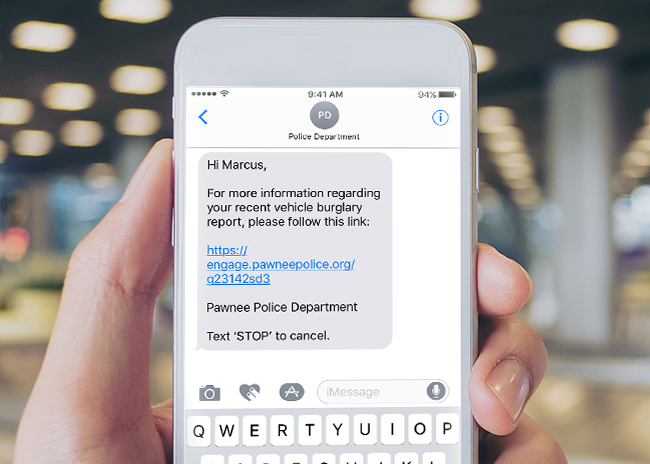 9:41 AM 94%
PD
Police Department
Hi Marcus,
For more information regarding
your recent vehicle burglary
report, please follow this link:
https://
engage.pawneepolice.org/
q23142sd3
Pawnee Police Department
Text ‘STOP’ to cancel.
iMessage
Q W E R T Y U I O P